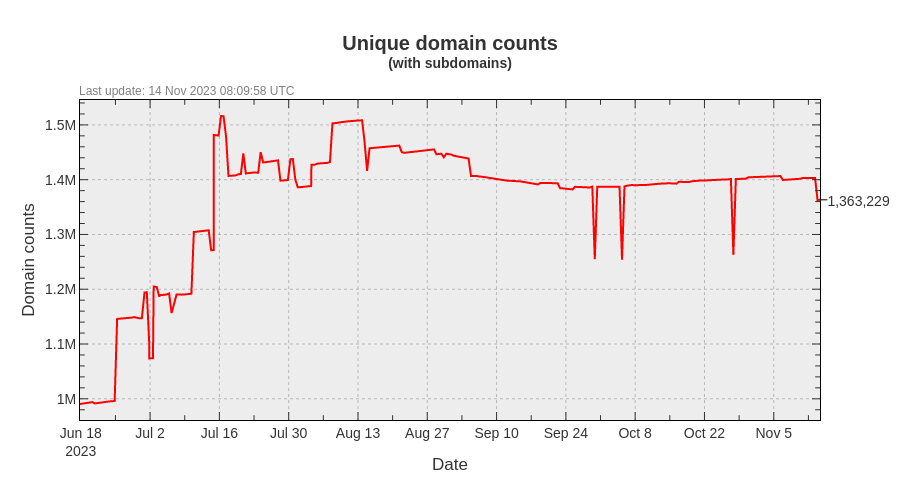 Unique domain counts
(with subdomains)
Last update: 14 Nov 2023 08:09:58 UTC
1.5M
1.4M
1.3M
1.2M
1.1M
1M
Domain counts
1,363,229
Jun 18 Jul 2 Jul 16 Jul 30 Aug 13 Aug 27 Sep 10 Sep 24 Oct 8 Oct 22 Nov 5
2023
Date